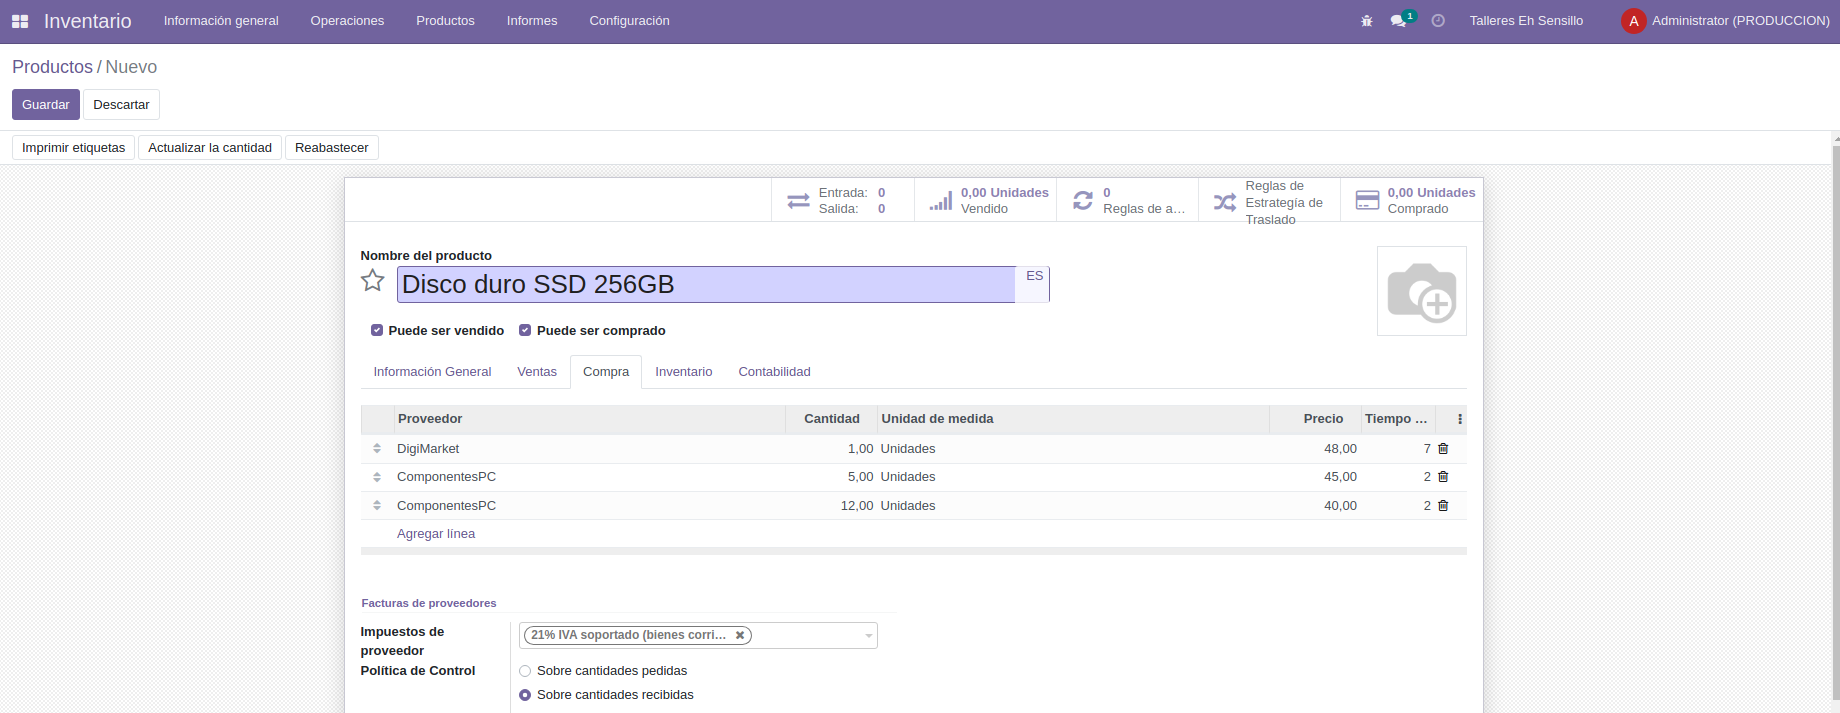 Inventario Información general Operaciones Productos Informes Configuración 1 Talleres Eh Sensillo A Administrator (PRODUCCION)
Productos / Nuevo
Guardar Descartar
Imprimir etiquetas Actualizar la cantidad Reabastecer
Entrada: 0
Salida: 0
0,00 Unidades
Vendido
0
Reglas de a...
Reglas de
Estrategía de
Traslado
0,00 Unidades
Comprado
Nombre del producto
Disco duro SSD 256GB ES
Puede ser vendido Puede ser comprado
Información General Ventas Compra Inventario Contabilidad
Proveedor Cantidad Unidad de medida Precio Tiempo ...
DigiMarket 1,00 Unidades 48,00 7
ComponentesPC 5,00 Unidades 45,00 2
ComponentesPC 12,00 Unidades 40,00 2
Agregar línea
Facturas de proveedores
Impuestos de
proveedor
21% IVA soportado (bienes corri...
Política de Control Sobre cantidades pedidas
Sobre cantidades recibidas